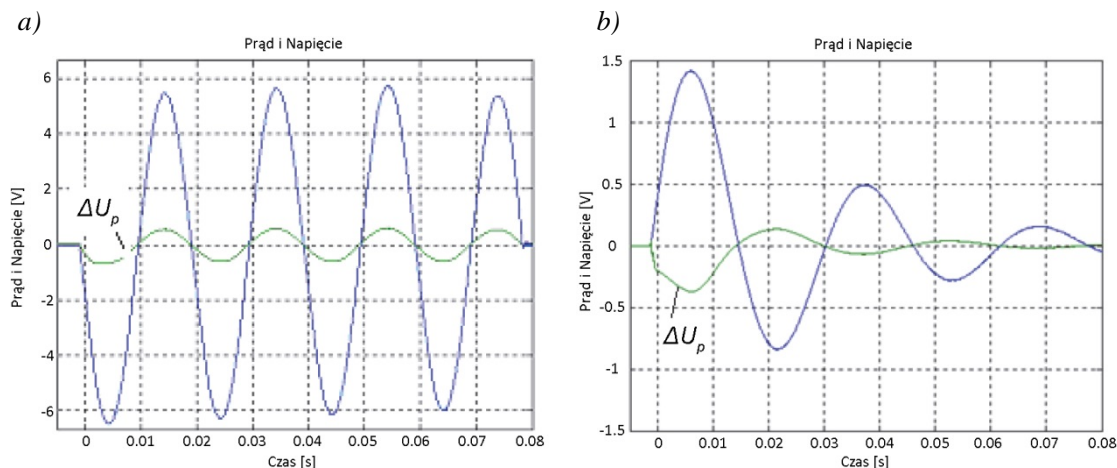 a)
Prąd i Napięcie
Prąd i Napięcie [V]
6
4
2
0
-2
-4
-6
ΔUp
0 0.01 0.02 0.03 0.04 0.05 0.06 0.07 0.08
Czas [s]
b)
Prąd i Napięcie
Prąd i Napięcie [V]
1.5
1
0.5
0
-0.5
-1
-1.5
ΔUp
0 0.01 0.02 0.03 0.04 0.05 0.06 0.07 0.08
Czas [s]